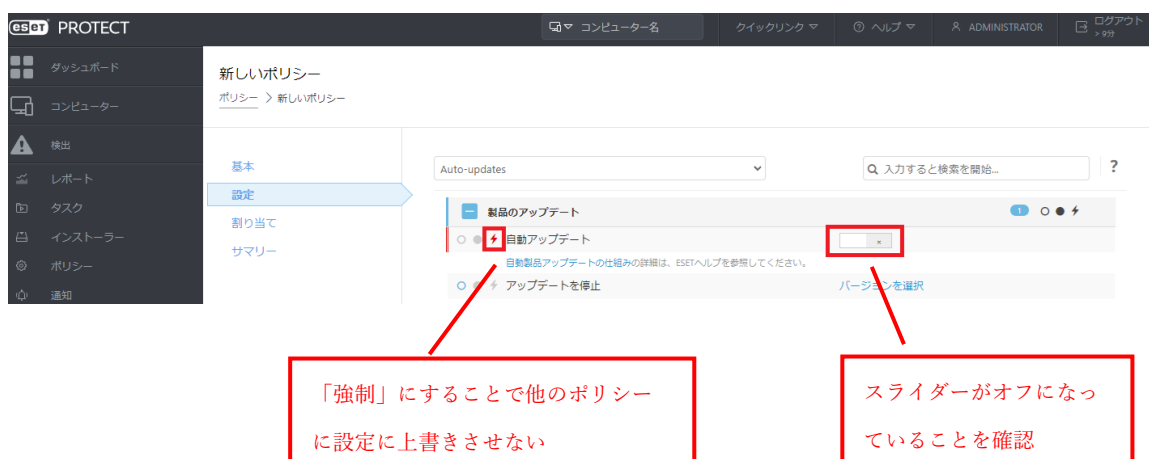 eset PROTECT
コンピューター名
クイックリンク
ヘルプ
ADMINISTRATOR
ログアウト
> 9分
ダッシュボード
コンピューター
検出
レポート
タスク
インストーラー
ポリシー
通知
新しいポリシー
ポリシー > 新しいポリシー
基本
設定
割り当て
サマリー
Auto-updates
入力すると検索を開始...
?
製品のアップデート
1
自動アップデート
×
自動製品アップデートの仕組みの詳細は、ESETヘルプを参照してください。
アップデートを停止
バージョンを選択
「強制」にすることで他のポリシー
に設定に上書きさせない
スライダーがオフになっ
ていることを確認